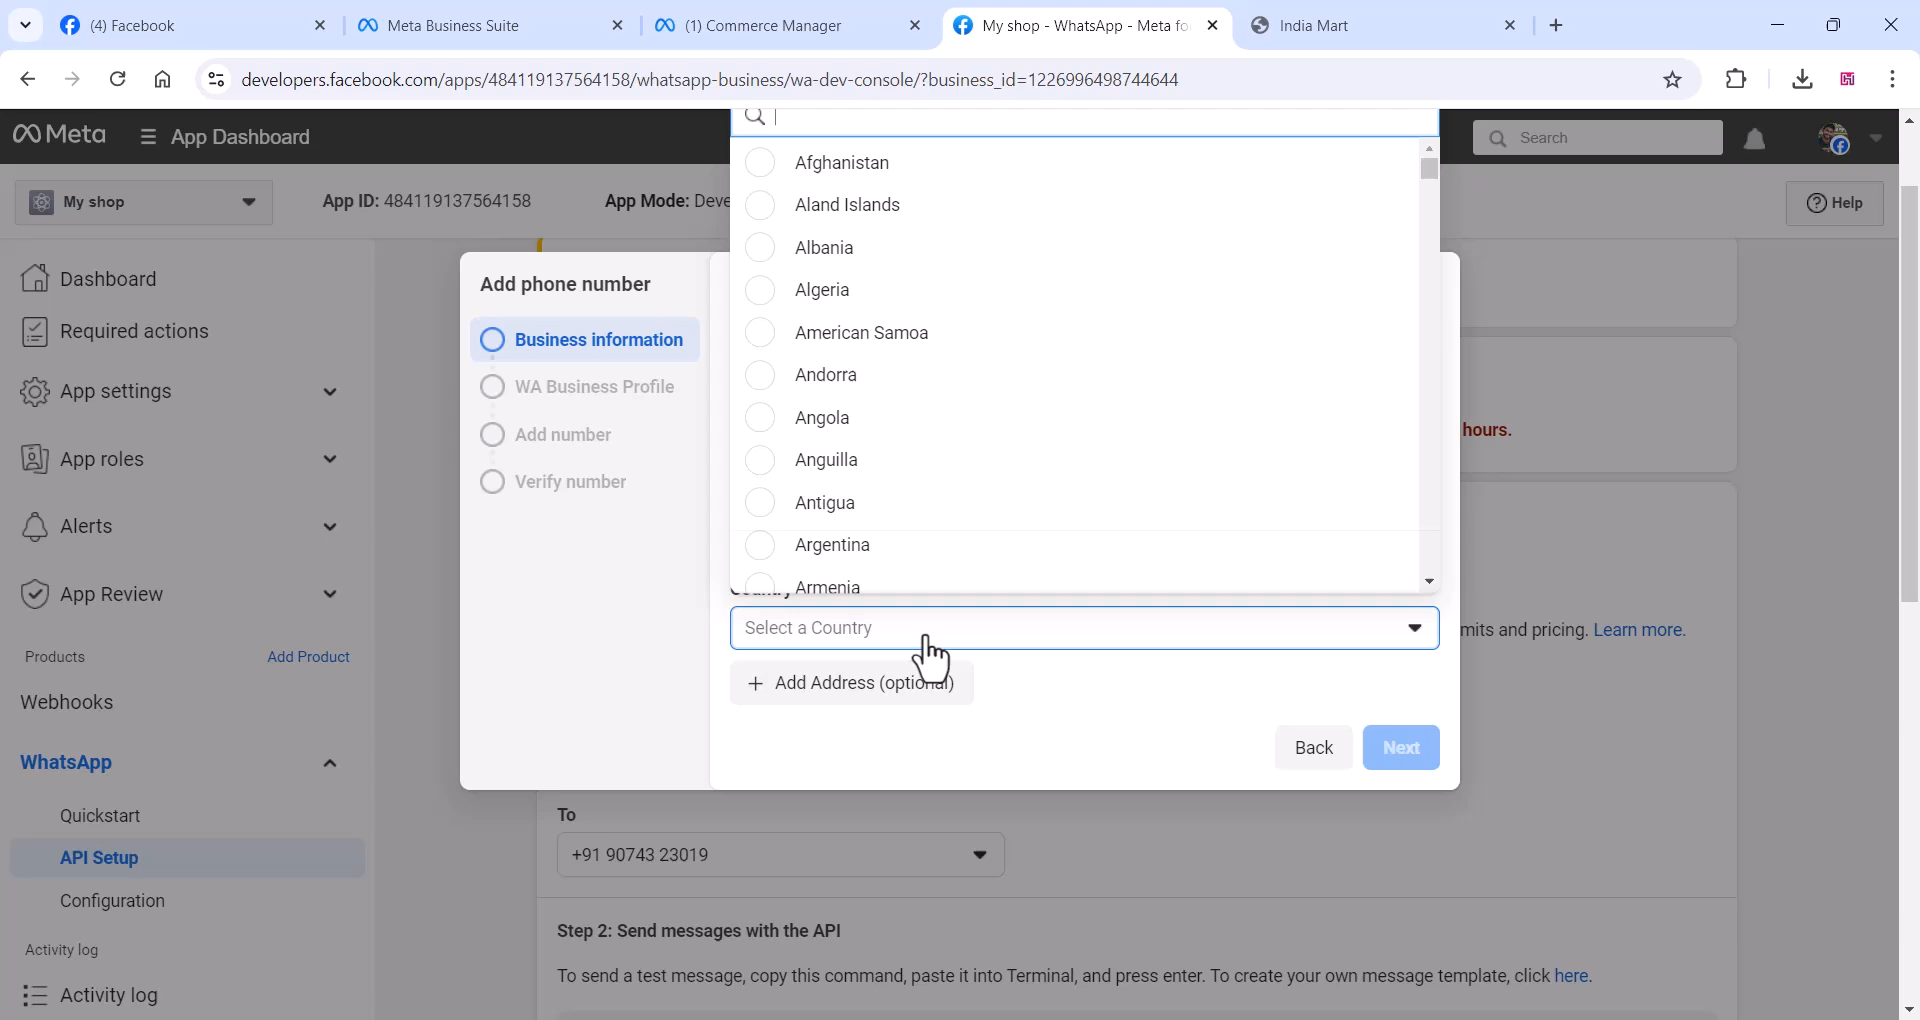 (4) Facebook
Meta Business Suite
(1) Commerce Manager
My shop - WhatsApp - Meta fo
India Mart
developers.facebook.com/apps/484119137564158/whatsapp-business/wa-dev-console/?business_id=1226996498744644
Meta
App Dashboard
Search
My shop
App ID: 484119137564158
App Mode: Deve
Help
Dashboard
Required actions
App settings
App roles
Alerts
App Review
Products
Add Product
Webhooks
WhatsApp
Quickstart
API Setup
Configuration
Activity log
Activity log
Add phone number
Business information
WA Business Profile
Add number
Verify number
Afghanistan
Aland Islands
Albania
Algeria
American Samoa
Andorra
Angola
Anguilla
Antigua
Argentina
Armenia
Select a Country
+ Add Address (optional)
Back
Next
hours.
mits and pricing. Learn more.
To
+91 90743 23019
Step 2: Send messages with the API
To send a test message, copy this command, paste it into Terminal, and press enter. To create your own message template, click here.